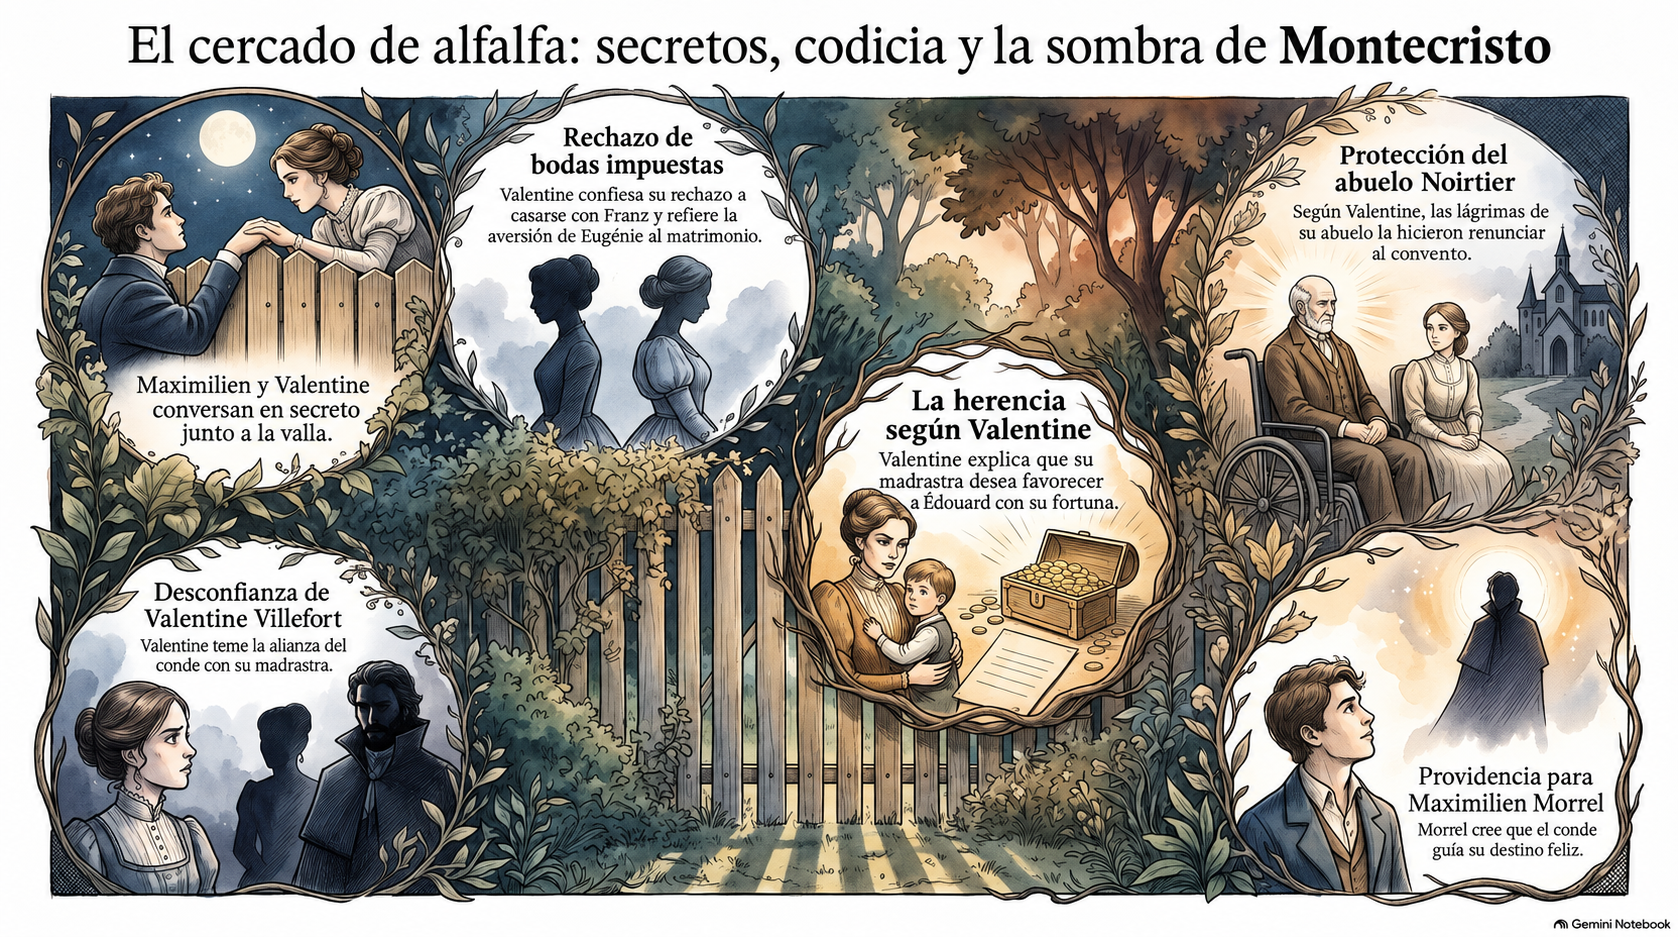 El cercado de alfalfa: secretos, codicia y la sombra de Montecristo
Maximilien y Valentine
conversan en secreto
junto a la valla.
Rechazo de
bodas impuestas
Valentine confiesa su rechazo a
casarse con Franz y refiere la
aversión de Eugénie al matrimonio.
La herencia
según Valentine
Valentine explica que su
madrastra desea favorecer
a Édouard con su fortuna.
Protección del
abuelo Noirtier
Según Valentine, las lágrimas de
su abuelo la hicieron renunciar
al convento.
Desconfianza de
Valentine Villefort
Valentine teme la alianza del
conde con su madrastra.
Providencia para
Maximilien Morrel
Morrel cree que el conde
guía su destino feliz.
Gemini Notebook